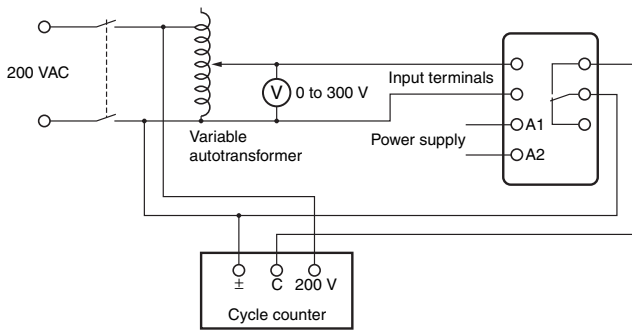 200 VAC
V
0 to 300 V
Input terminals
Variable
autotransformer
Power supply
A1
A2
± C 200 V
Cycle counter